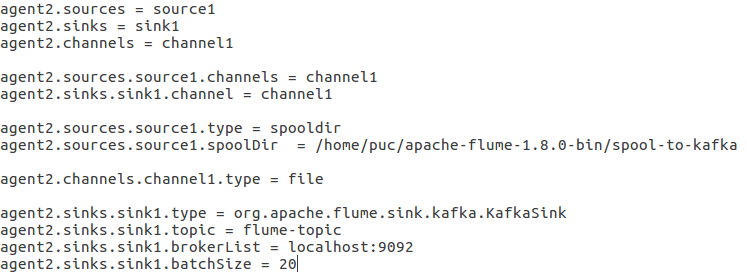 agent2.sources = source1
agent2.sinks = sink1
agent2.channels = channel1

agent2.sources.source1.channels = channel1
agent2.sinks.sink1.channel = channel1

agent2.sources.source1.type = spooldir
agent2.sources.source1.spoolDir  = /home/puc/apache-flume-1.8.0-bin/spool-to-kafka

agent2.channels.channel1.type = file

agent2.sinks.sink1.type = org.apache.flume.sink.kafka.KafkaSink
agent2.sinks.sink1.topic = flume-topic
agent2.sinks.sink1.brokerList = localhost:9092
agent2.sinks.sink1.batchSize = 20